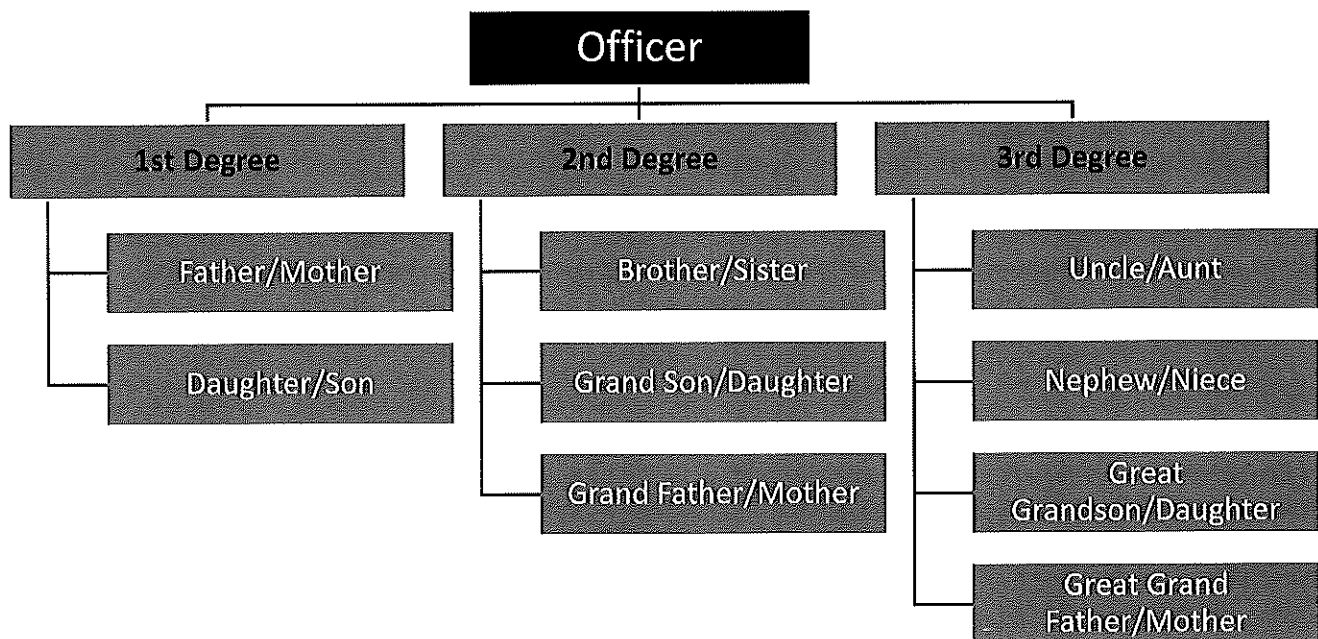 Officer
1st Degree
2nd Degree
3rd Degree
Father/Mother
Daughter/Son
Brother/Sister
Grand Son/Daughter
Grand Father/Mother
Uncle/Aunt
Nephew/Niece
Great
Grandson/Daughter
Great Grand
Father/Mother